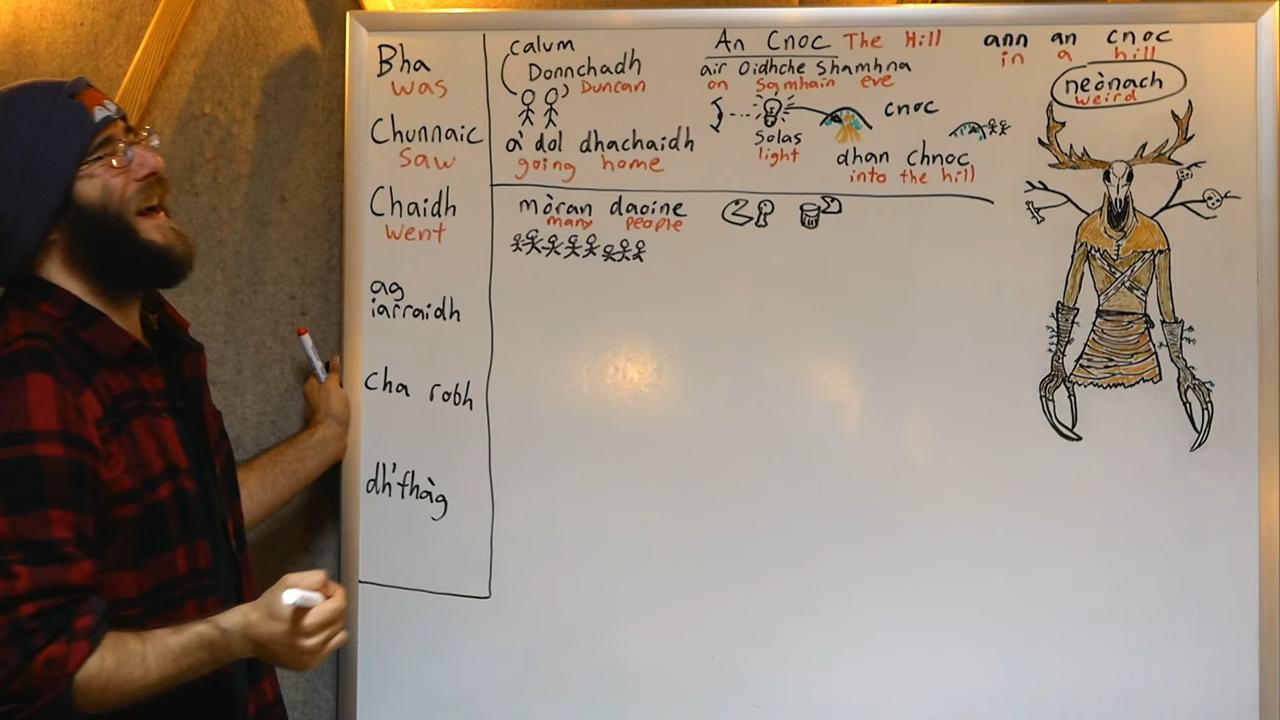 Bha
was
Chunnaic
Saw
Chaidh
went
ag
iarraidh
cha robh
dh'fhàg
Calum
Donnchadh
Duncan
a' dol dhachaidh
going home
An Cnoc The Hill
air Oidhche Shamhna
on Samhain eve
cnoc
Solas
light
dhan chnoc
into the hill
ann an cnoc
in a hill
neònach
weird
mòran daoine
many people